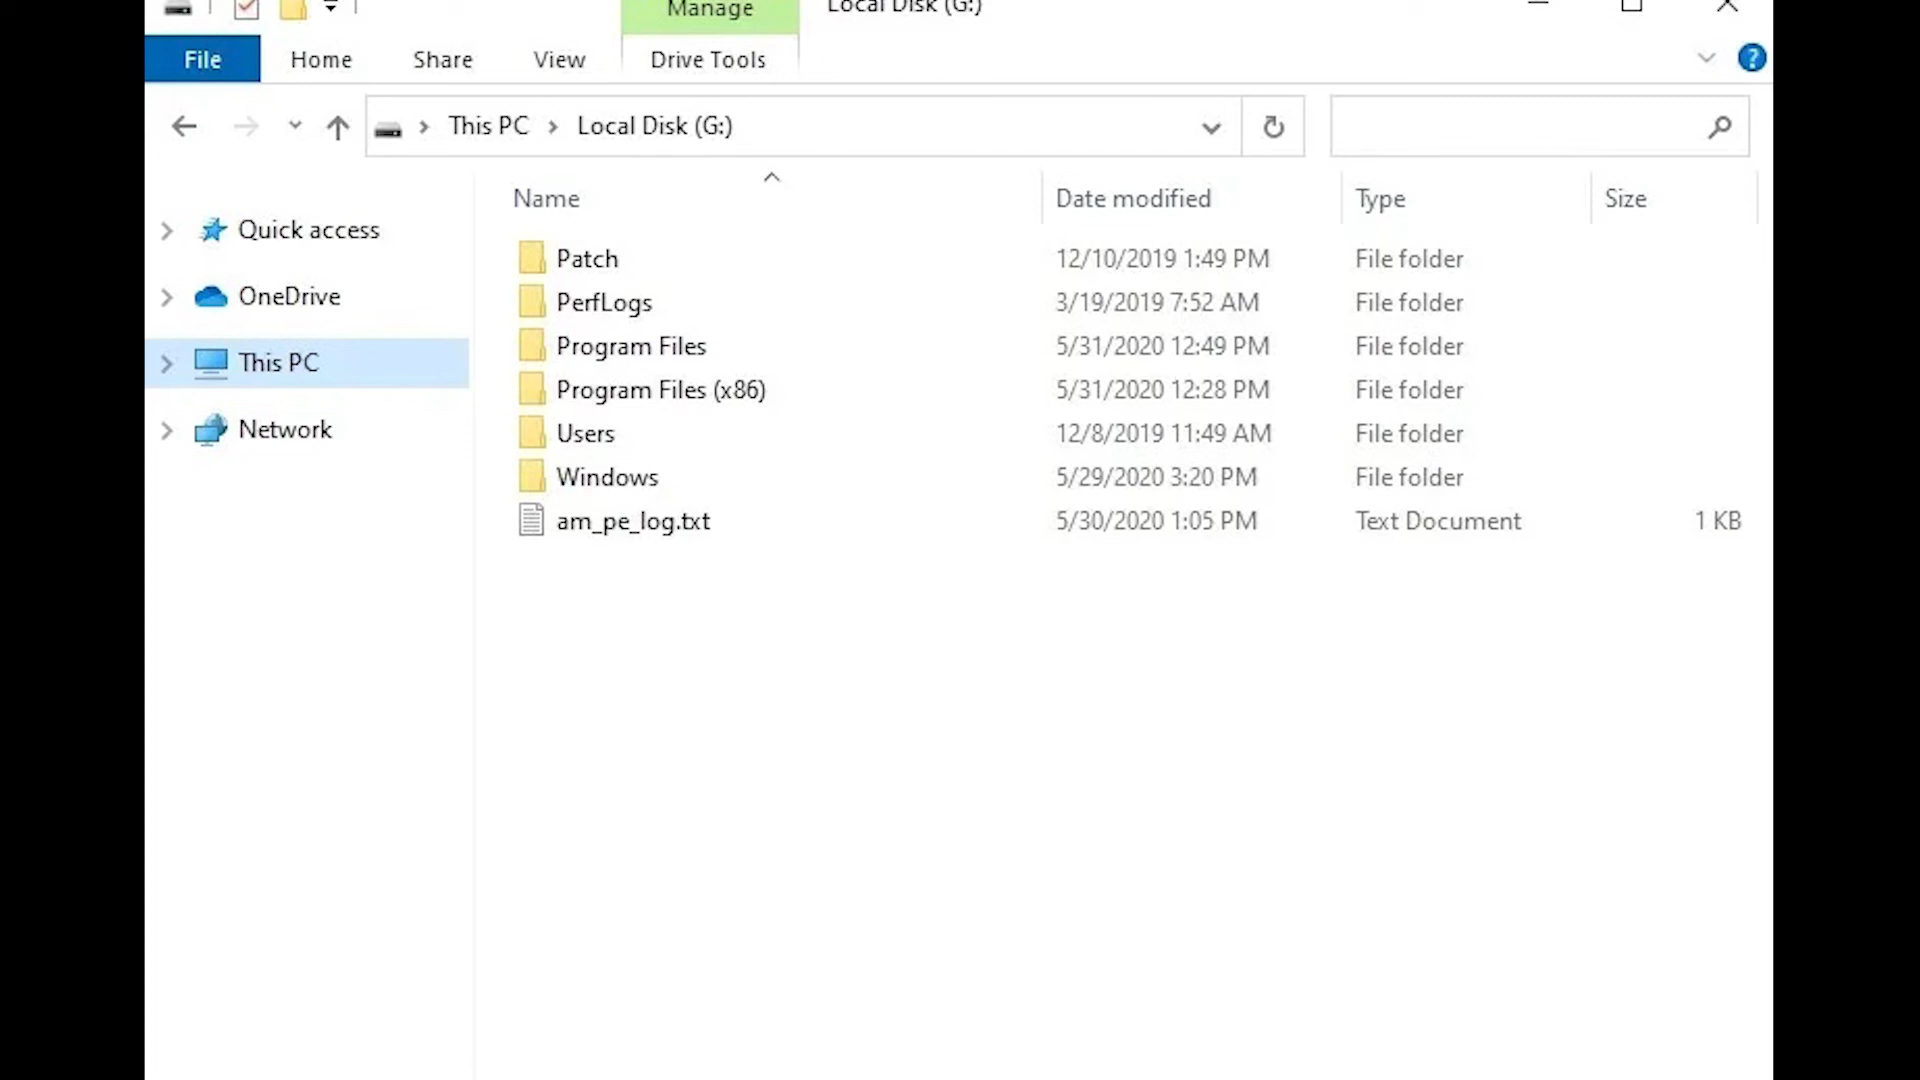 Manage Local Disk (G:)
File Home Share View Drive Tools ?
This PC Local Disk (G:)
Name Date modified Type Size
Quick access
OneDrive
This PC
Network
Patch 12/10/2019 1:49 PM File folder
PerfLogs 3/19/2019 7:52 AM File folder
Program Files 5/31/2020 12:49 PM File folder
Program Files (x86) 5/31/2020 12:28 PM File folder
Users 12/8/2019 11:49 AM File folder
Windows 5/29/2020 3:20 PM File folder
am_pe_log.txt 5/30/2020 1:05 PM Text Document 1 KB